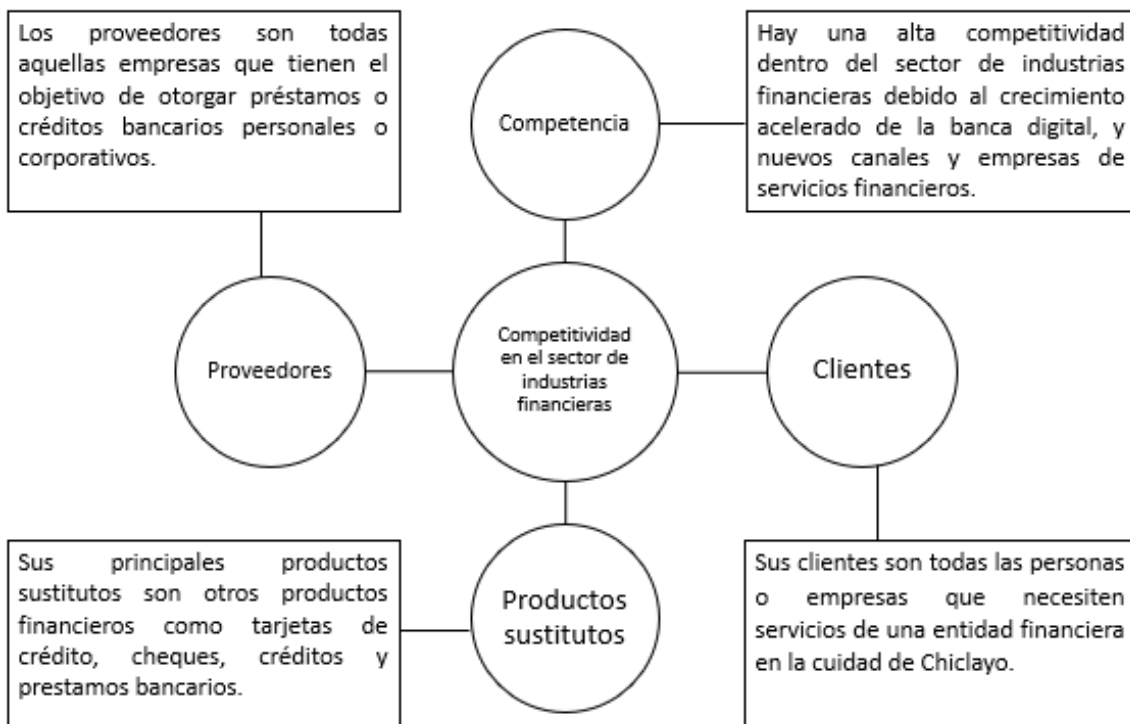 Los proveedores son todas
aquellas empresas que tienen el
objetivo de otorgar préstamos o
créditos bancarios personales o
corporativos.
Competencia
Hay una alta competitividad
dentro del sector de industrias
financieras debido al crecimiento
acelerado de la banca digital, y
nuevos canales y empresas de
servicios financieros.
Proveedores
Competitividad
en el sector de
industrias
financieras
Clientes
Sus principales productos
sustitutos son otros productos
financieros como tarjetas de
crédito, cheques, créditos y
prestamos bancarios.
Productos
sustitutos
Sus clientes son todas las personas
o empresas que necesiten
servicios de una entidad financiera
en la cuidad de Chiclayo.